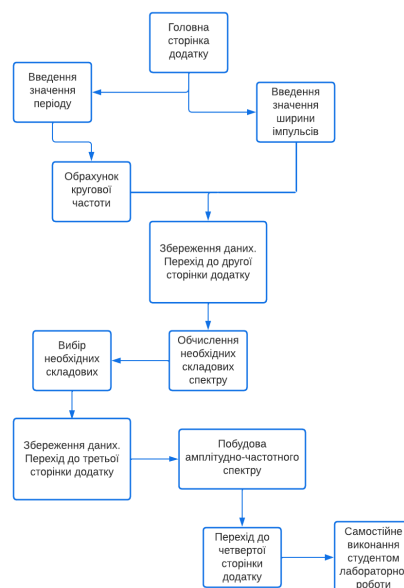 Головна
сторінка
додатку
Введення
значення
періоду
Введення
значення
ширини
імпульсів
Обрахунок
кругової
частоти
Збереження даних.
Перехід до другої
сторінки додатку
Вибір
необхідних
складових
Обчислення
необхідних
складових
спектру
Збереження даних.
Перехід до третьої
сторінки додатку
Побудова
амплітудно-частотного
спектру
Перехід до
четвертої
сторінки
додатку
Самостійне
виконання
студентом
лабораторно
роботи